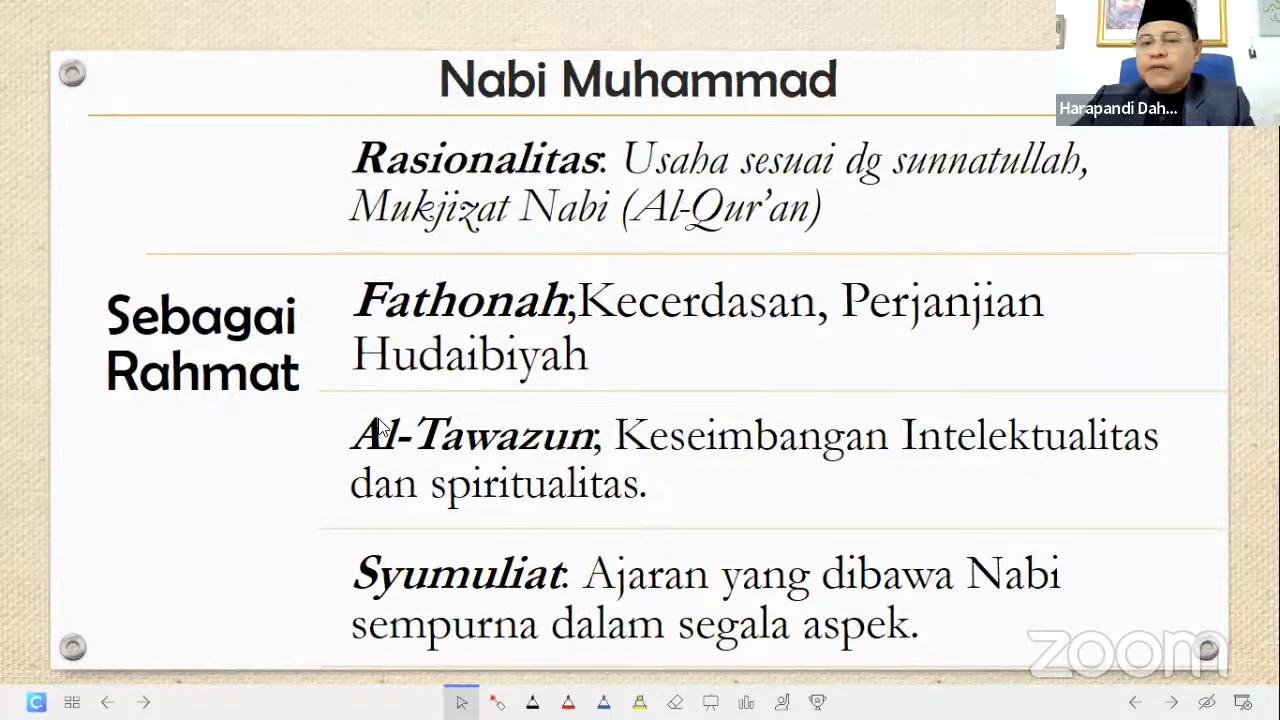 Nabi Muhammad
Harapandi Dah...
Rasionalitas: Usaha sesuai dg sunnatullah,
Mukjizat Nabi (Al-Qur'an)
Sebagai
Rahmat
Fathonah;Kecerdasan, Perjanjian
Hudaibiyah
Al-Tawazun; Keseimbangan Intelektualitas
dan spiritualitas.
Syumuliat: Ajaran yang dibawa Nabi
sempurna dalam segala aspek.
zoom